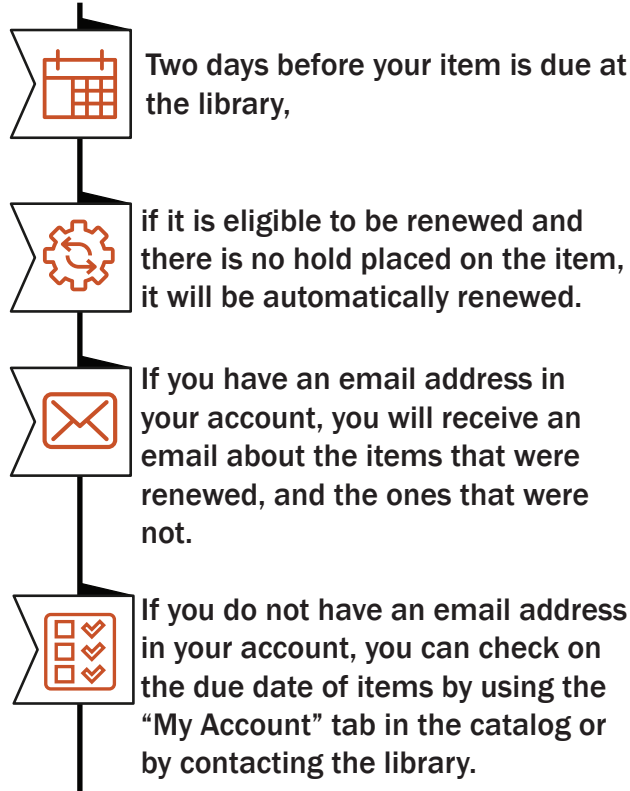 Two days before your item is due at
the library,
if it is eligible to be renewed and
there is no hold placed on the item,
it will be automatically renewed.
If you have an email address in
your account, you will receive an
email about the items that were
renewed, and the ones that were
not.
If you do not have an email address
in your account, you can check on
the due date of items by using the
“My Account” tab in the catalog or
by contacting the library.